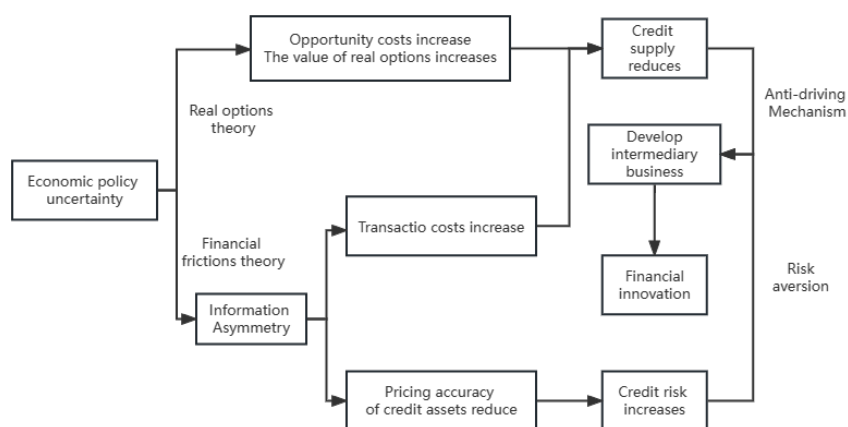 Opportunity costs increase
The value of real options increases
Credit
supply
reduces
Anti-driving
Mechanism
Real options
theory
Develop
intermediary
business
Economic policy
uncertainty
Transactio costs increase
Financial
frictions theory
Financial
innovation
Risk
aversion
Information
Asymmetry
Pricing accuracy
of credit assets reduce
Credit risk
increases